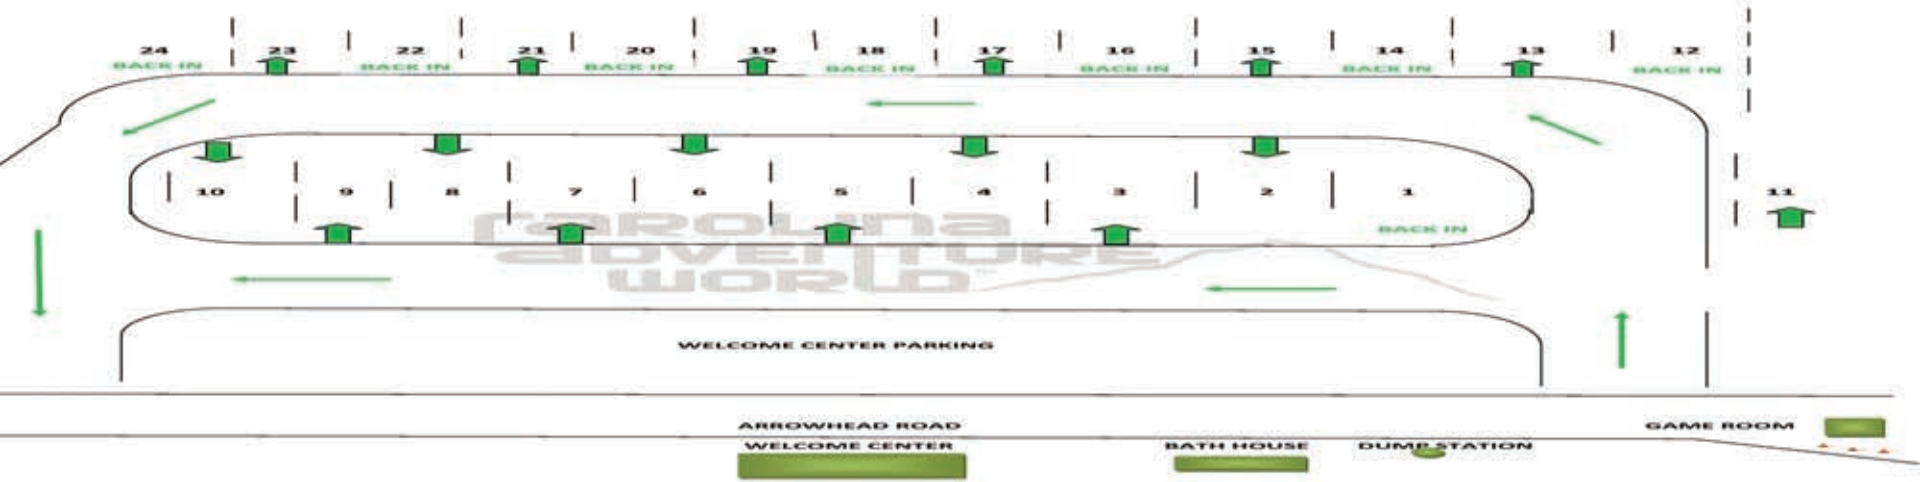 24 23 22 21 20 19 18 17 16 15 14 13 12
BACK IN BACK IN BACK IN BACK IN BACK IN BACK IN BACK IN
10 9 8 7 6 5 4 3 2 1 11
BACK IN
CAROLINA
ADVENTURE
WORLD
WELCOME CENTER PARKING
ARROWHEAD ROAD
GAME ROOM
WELCOME CENTER
BATH HOUSE
DUMP STATION